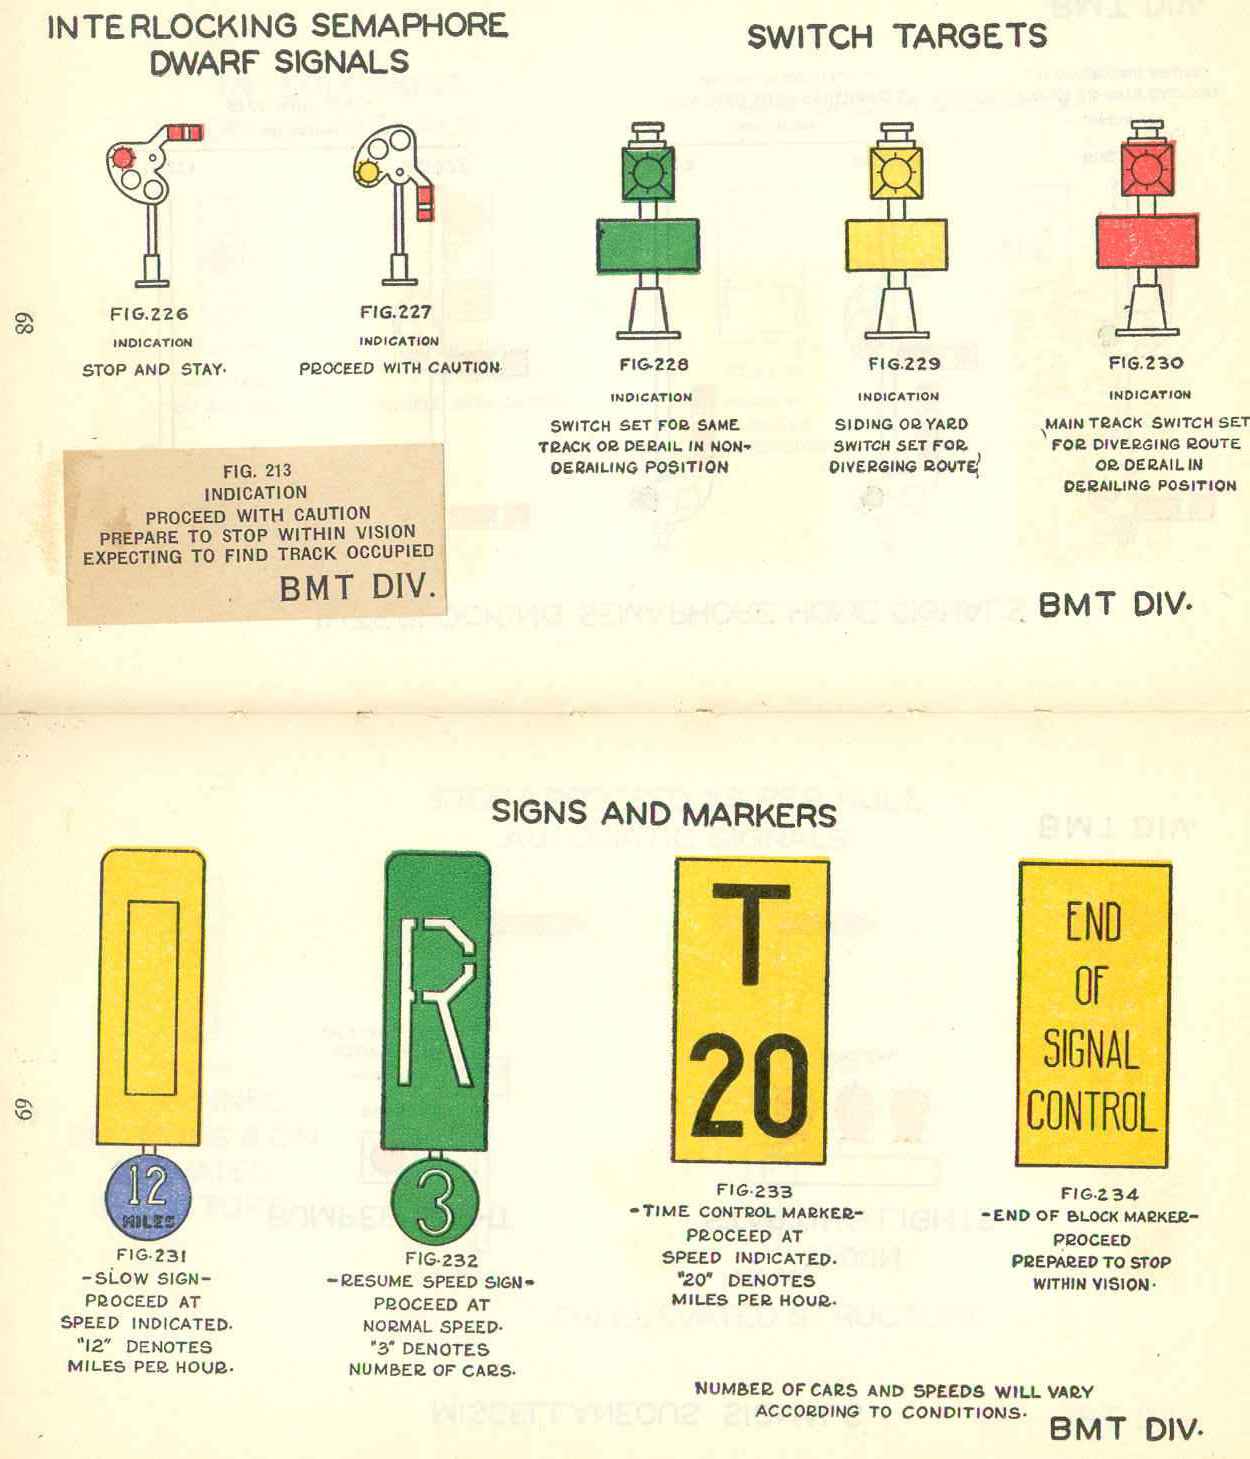 INTERLOCKING SEMAPHORE
DWARF SIGNALS
SWITCH TARGETS
FIG.226
INDICATION
STOP AND STAY.
FIG.227
INDICATION
PROCEED WITH CAUTION
FIG.228
INDICATION
SWITCH SET FOR SAME
TRACK OR DERAIL IN NON-
DERAILING POSITION
FIG.229
INDICATION
SIDING OR YARD
SWITCH SET FOR
DIVERGING ROUTE
FIG.230
INDICATION
MAIN TRACK SWITCH SET
FOR DIVERGING ROUTE
OR DERAIL IN
DERAILING POSITION
68
FIG. 213
INDICATION
PROCEED WITH CAUTION
PREPARE TO STOP WITHIN VISION
EXPECTING TO FIND TRACK OCCUPIED
BMT DIV.
BMT DIV.
SIGNS AND MARKERS
12
MILES
FIG.231
-SLOW SIGN-
PROCEED AT
SPEED INDICATED.
"12" DENOTES
MILES PER HOUR.
R
3
FIG.232
-RESUME SPEED SIGN-
PROCEED AT
NORMAL SPEED.
"3" DENOTES
NUMBER OF CARS.
T
20
FIG.233
-TIME CONTROL MARKER-
PROCEED AT
SPEED INDICATED.
"20" DENOTES
MILES PER HOUR.
END
OF
SIGNAL
CONTROL
FIG.234
-END OF BLOCK MARKER-
PROCEED
PREPARED TO STOP
WITHIN VISION.
69
NUMBER OF CARS AND SPEEDS WILL VARY
ACCORDING TO CONDITIONS.
BMT DIV.